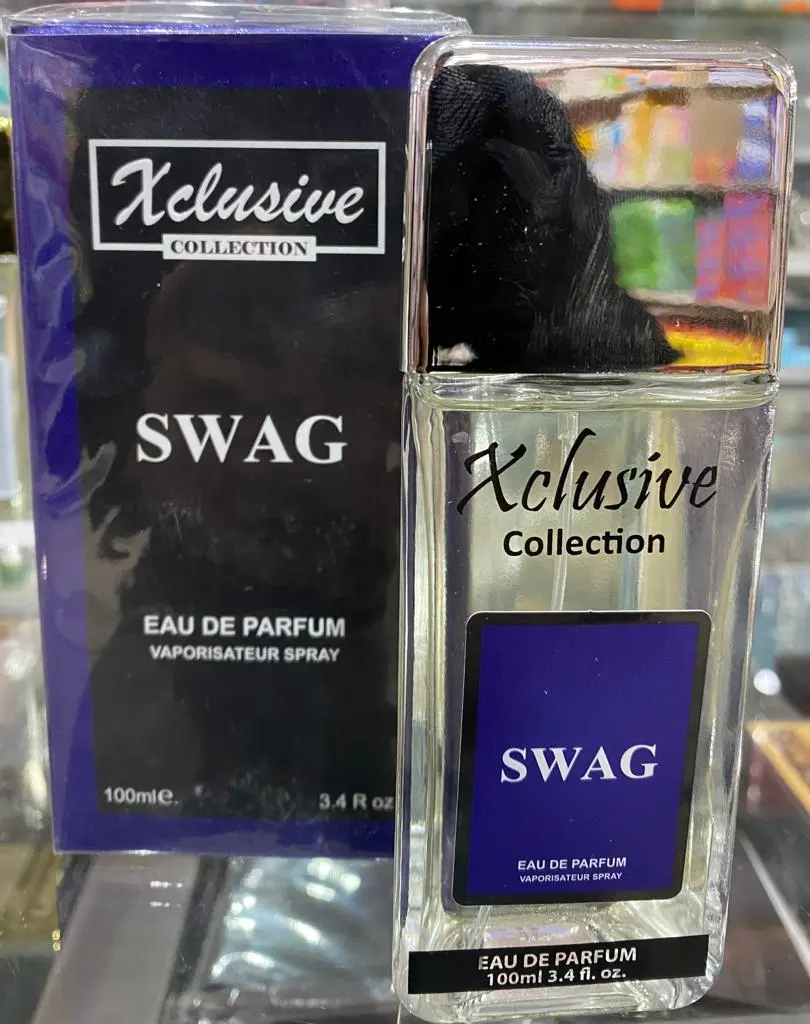 Xclusive
COLLECTION
SWAG
EAU DE PARFUM
VAPORISATEUR SPRAY
100ml℮.
3.4 R oz
Xclusive
Collection
SWAG
EAU DE PARFUM
VAPORISATEUR SPRAY
EAU DE PARFUM
100ml 3.4 fl. oz.